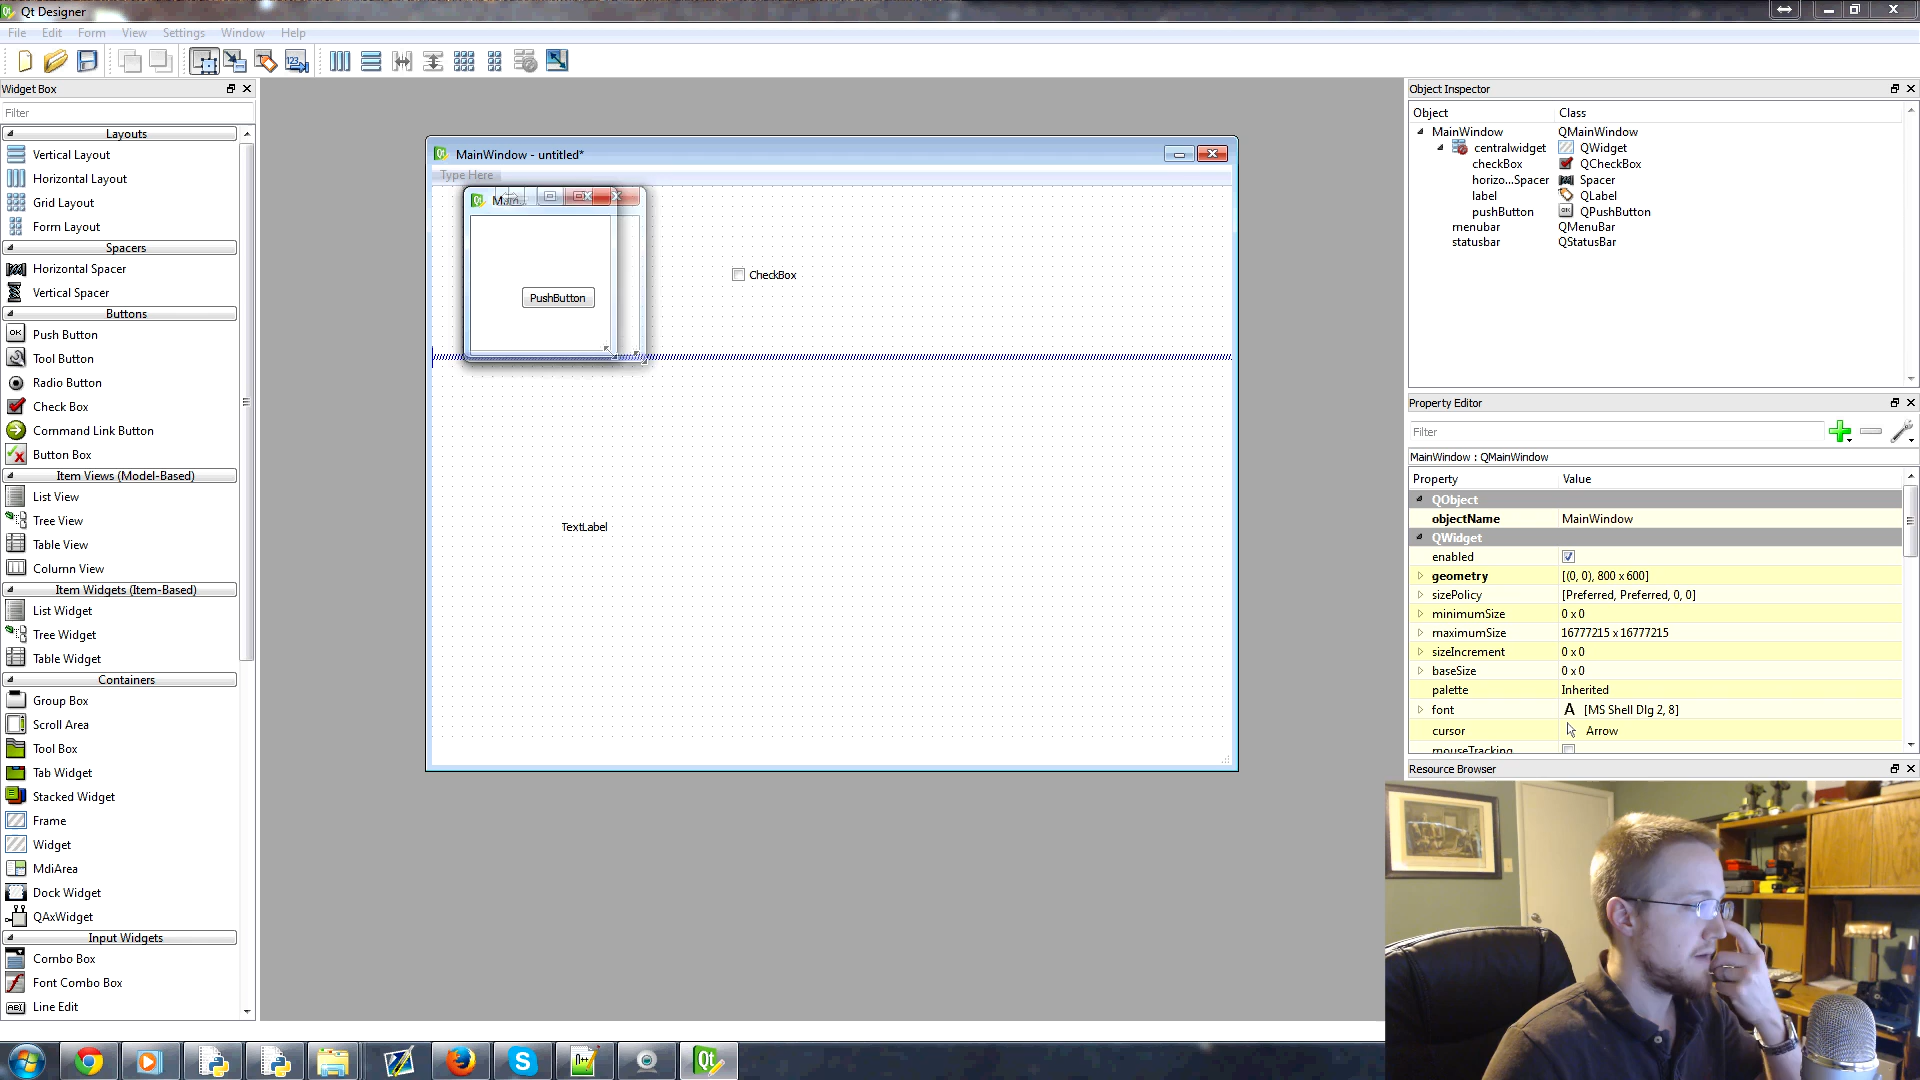 Qt Designer
File Edit Form View Settings Window Help
Widget Box
Filter
Layouts
Vertical Layout
Horizontal Layout
Grid Layout
Form Layout
Spacers
Horizontal Spacer
Vertical Spacer
Buttons
Push Button
Tool Button
Radio Button
Check Box
Command Link Button
Button Box
Item Views (Model-Based)
List View
Tree View
Table View
Column View
Item Widgets (Item-Based)
List Widget
Tree Widget
Table Widget
Containers
Group Box
Scroll Area
Tool Box
Tab Widget
Stacked Widget
Frame
Widget
MdiArea
Dock Widget
QAxWidget
Input Widgets
Combo Box
Font Combo Box
Line Edit
MainWindow - untitled*
Type Here
Main...
PushButton
CheckBox
TextLabel
Object Inspector
Object Class
MainWindow QMainWindow
centralwidget QWidget
checkBox QCheckBox
horizo...Spacer Spacer
label QLabel
pushButton QPushButton
menubar QMenuBar
statusbar QStatusBar
Property Editor
Filter
MainWindow : QMainWindow
Property Value
QObject
objectName MainWindow
QWidget
enabled
geometry [(0, 0), 800 x 600]
sizePolicy [Preferred, Preferred, 0, 0]
minimumSize 0 x 0
maximumSize 16777215 x 16777215
sizeIncrement 0 x 0
baseSize 0 x 0
palette Inherited
font A [MS Shell Dlg 2, 8]
cursor Arrow
mouseTracking
Resource Browser